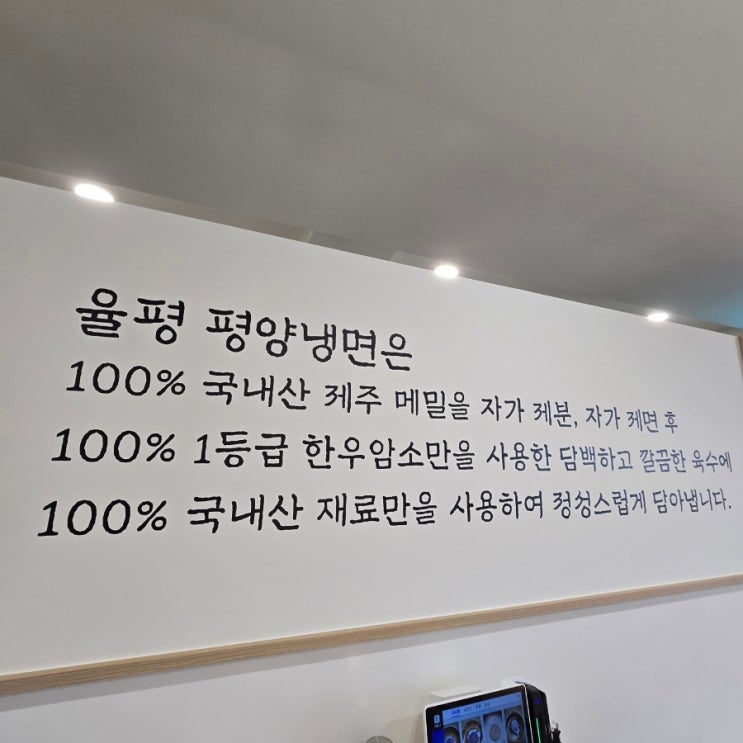 율평 평양냉면은
100% 국내산 제주 메밀을 자가 제분, 자가 제면 후
100% 1등급 한우암소만을 사용한 담백하고 깔끔한 육수에
100% 국내산 재료만을 사용하여 정성스럽게 담아냅니다.